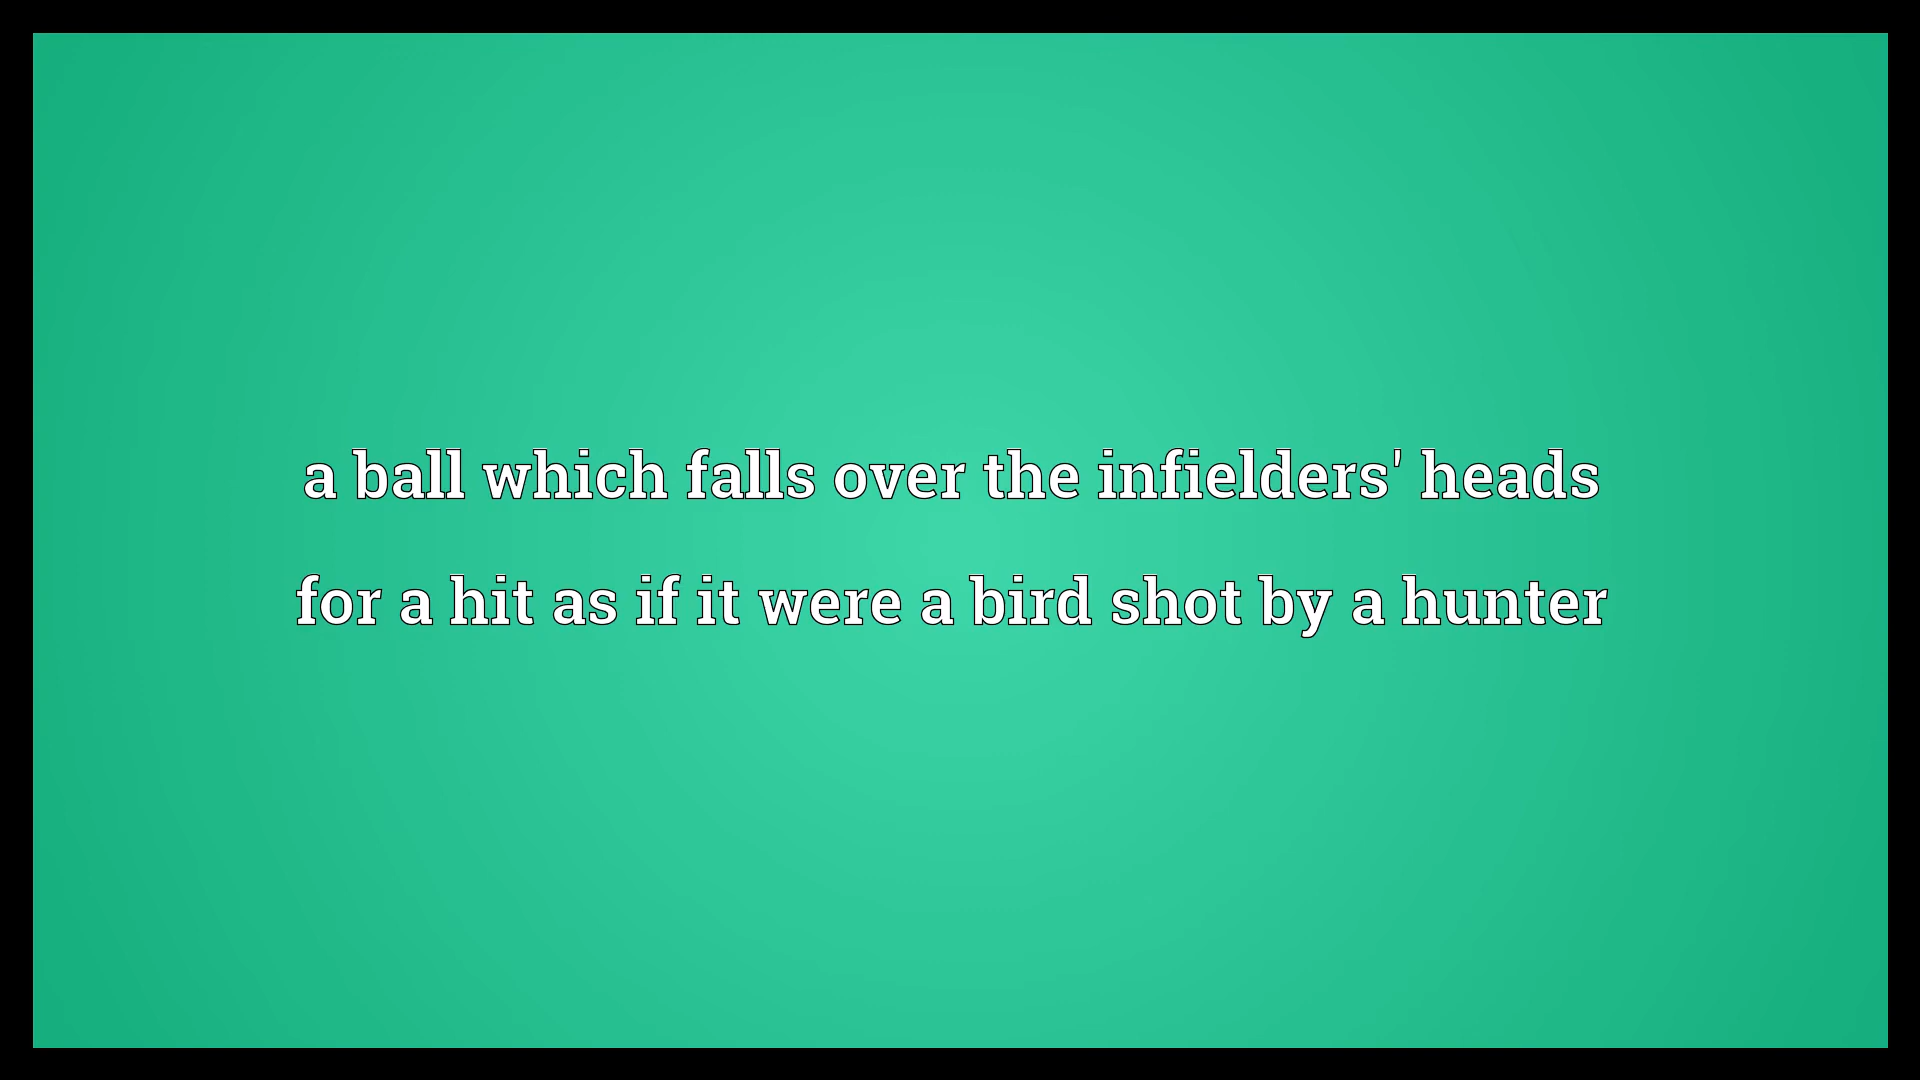 a ball which falls over the infielders' heads
for a hit as if it were a bird shot by a hunter